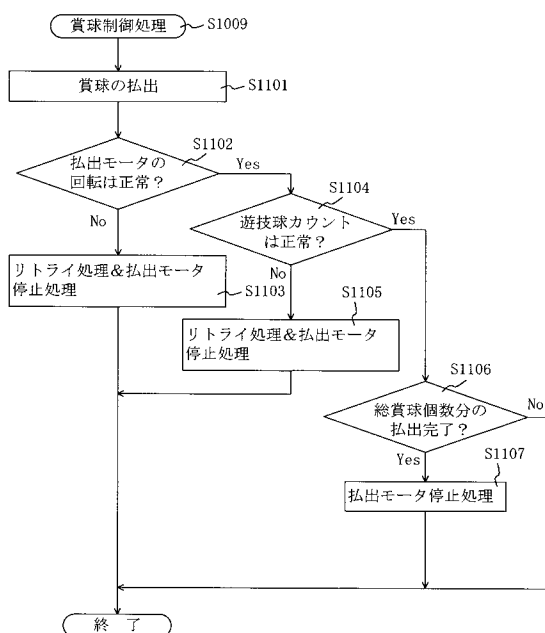 賞球制御処理
S1009
賞球の払出
S1101
払出モータの
回転は正常？
S1102
Yes
No
遊技球カウント
は正常？
S1104
Yes
No
リトライ処理＆払出モータ
停止処理
S1103
リトライ処理＆払出モータ
停止処理
S1105
総賞球個数分の
払出完了？
S1106
No
Yes
払出モータ停止処理
S1107
終了